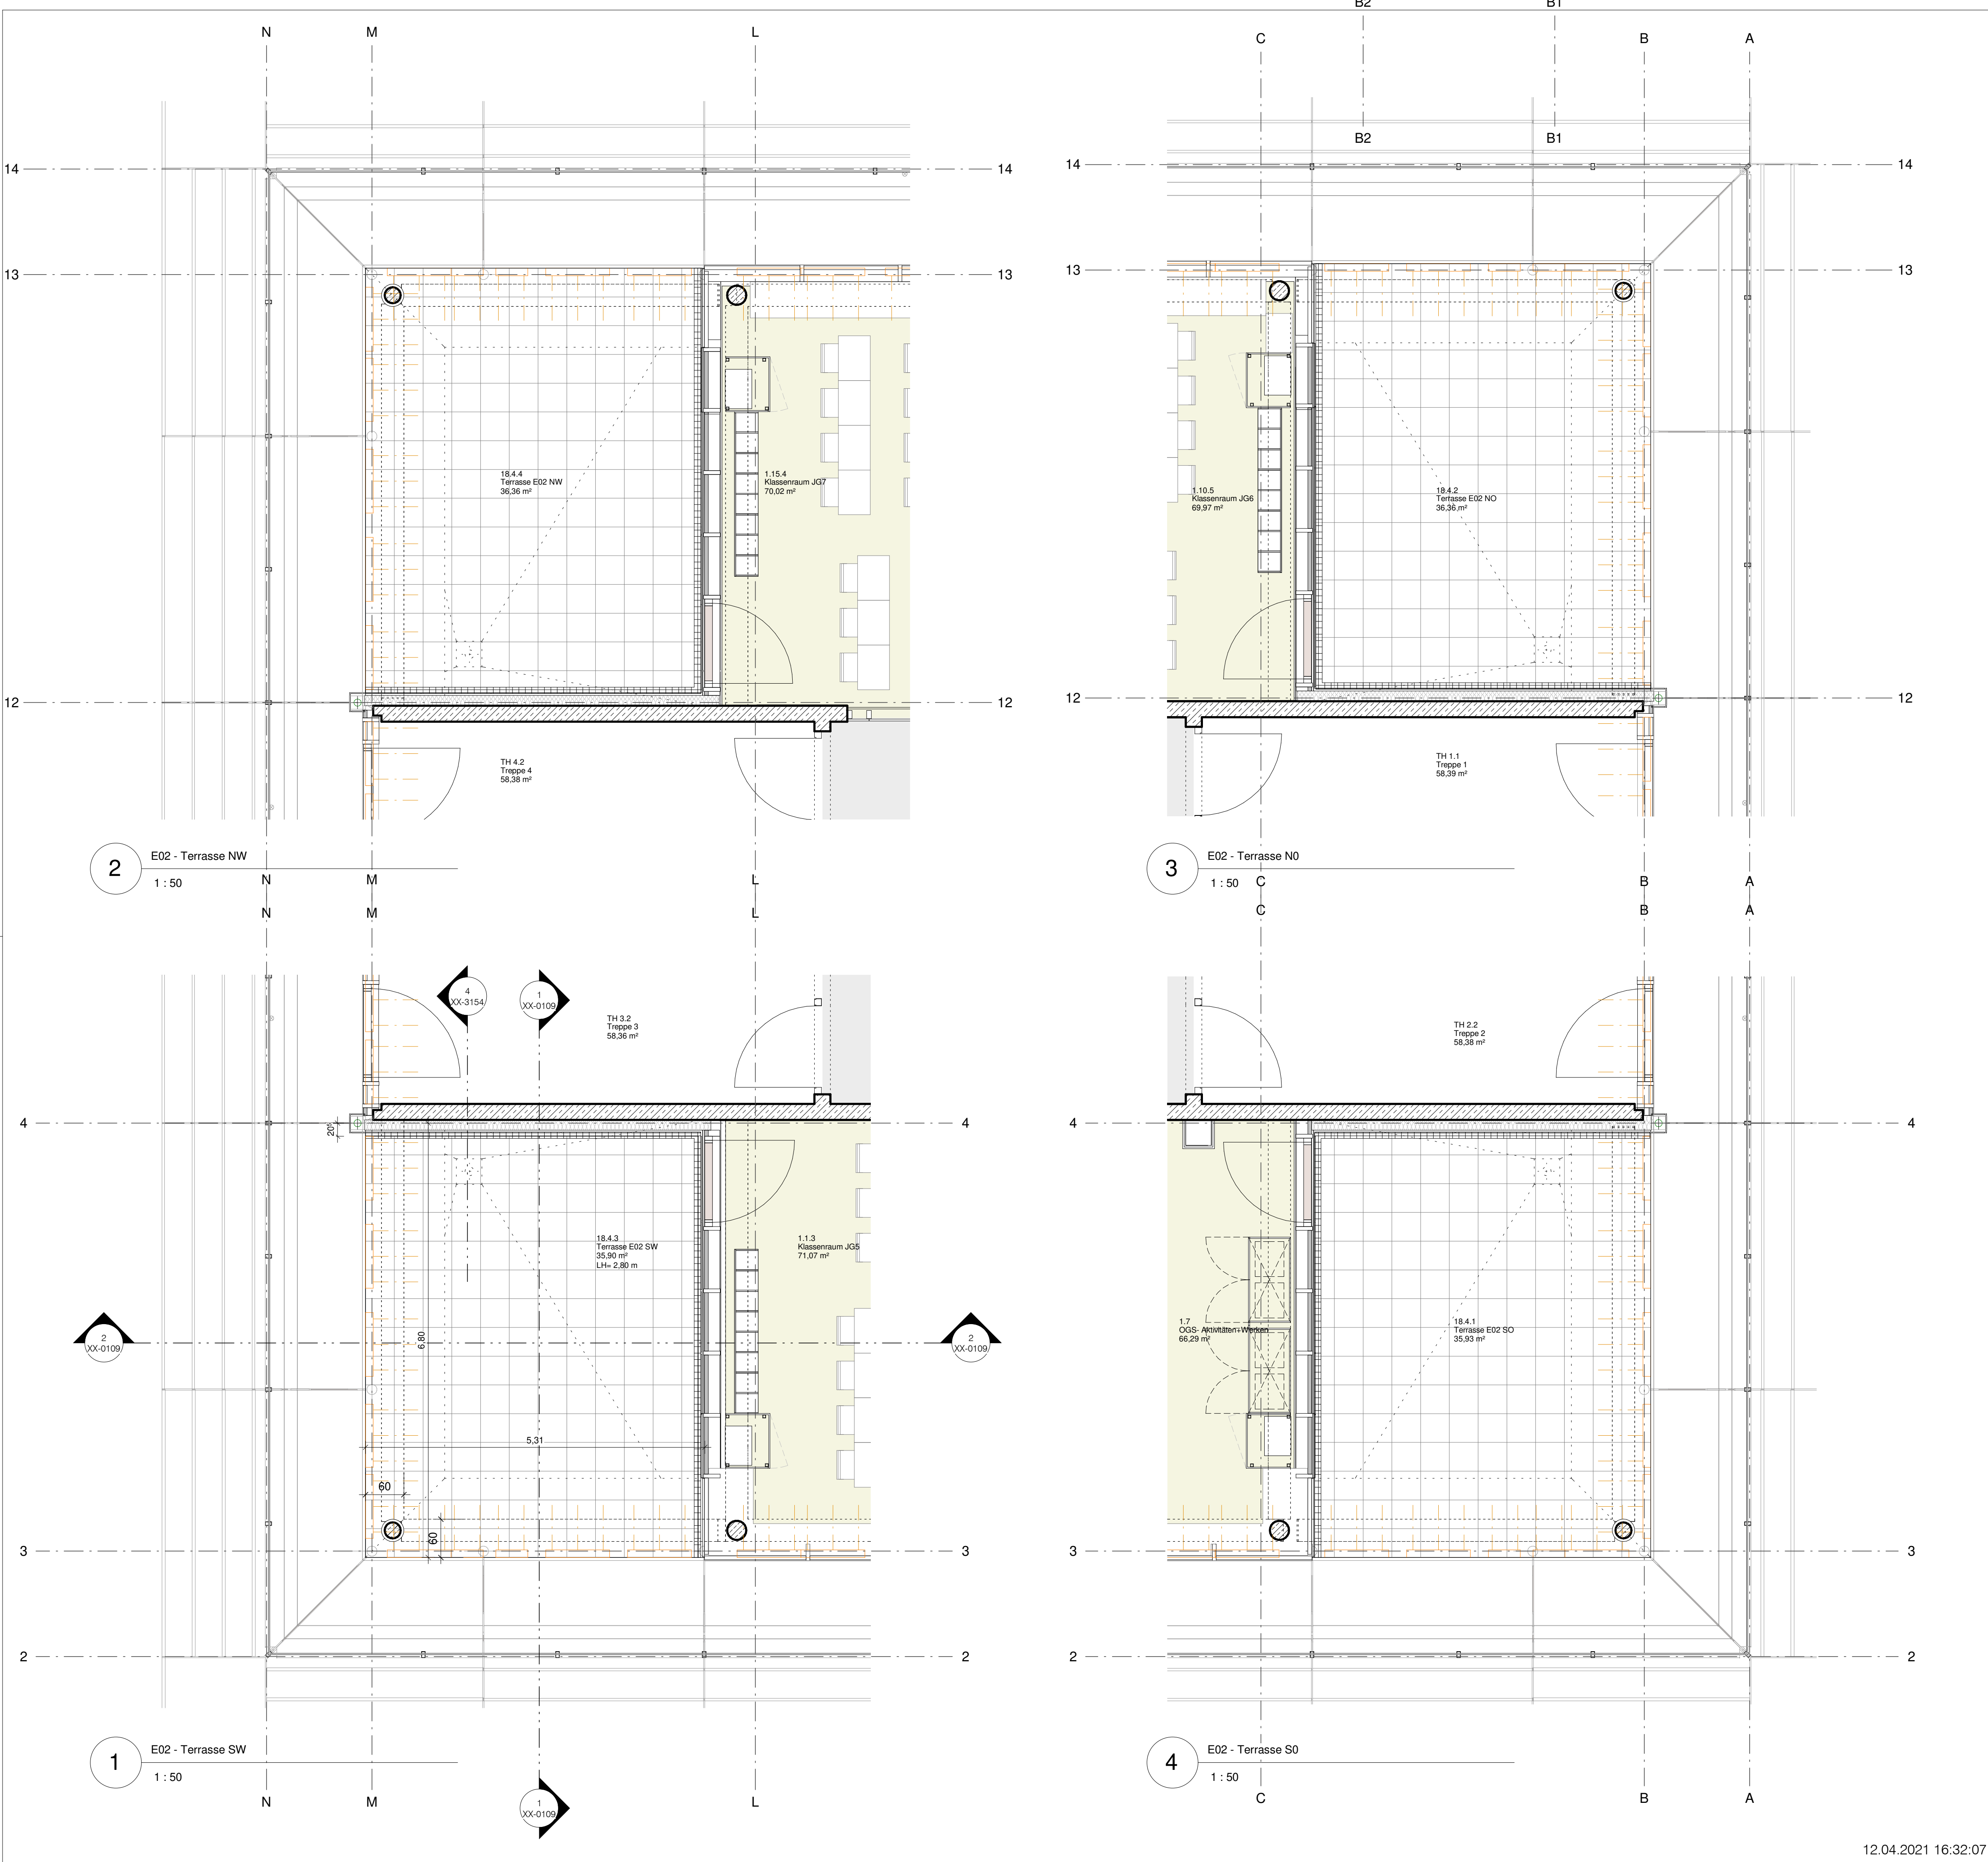 B2 B1
N M L C B A
B2 B1
14 14 14 14
13 13 13 13
18.4.4
Terrasse E02 NW
36,36 m²
1.15.4
Klassenraum JG7
70,02 m²
1.10.5
Klassenraum JG6
69,97 m²
18.4.2
Terrasse E02 NO
36,36 m²
12 12 12 12
TH 4.2
Treppe 4
58,38 m²
TH 1.1
Treppe 1
58,39 m²
2
E02 - Terrasse NW
1 : 50
3
E02 - Terrasse N0
1 : 50
N M L C B A
N M L C B A
4
XX-3154
1
XX-0109
TH 3.2
Treppe 3
58,36 m²
TH 2.2
Treppe 2
58,38 m²
4 4 4 4
20⁵
18.4.3
Terrasse E02 SW
35,90 m²
LH= 2,80 m
1.1.3
Klassenraum JG5
71,07 m²
1.7
OGS- Aktivitäten+Werken
66,29 m²
18.4.1
Terrasse E02 SO
35,93 m²
2
XX-0109
6,80
2
XX-0109
5,31
60
60
3 3 3 3
2 2 2 2
1
E02 - Terrasse SW
1 : 50
4
E02 - Terrasse S0
1 : 50
N M L C B A
1
XX-0109
12.04.2021 16:32:07